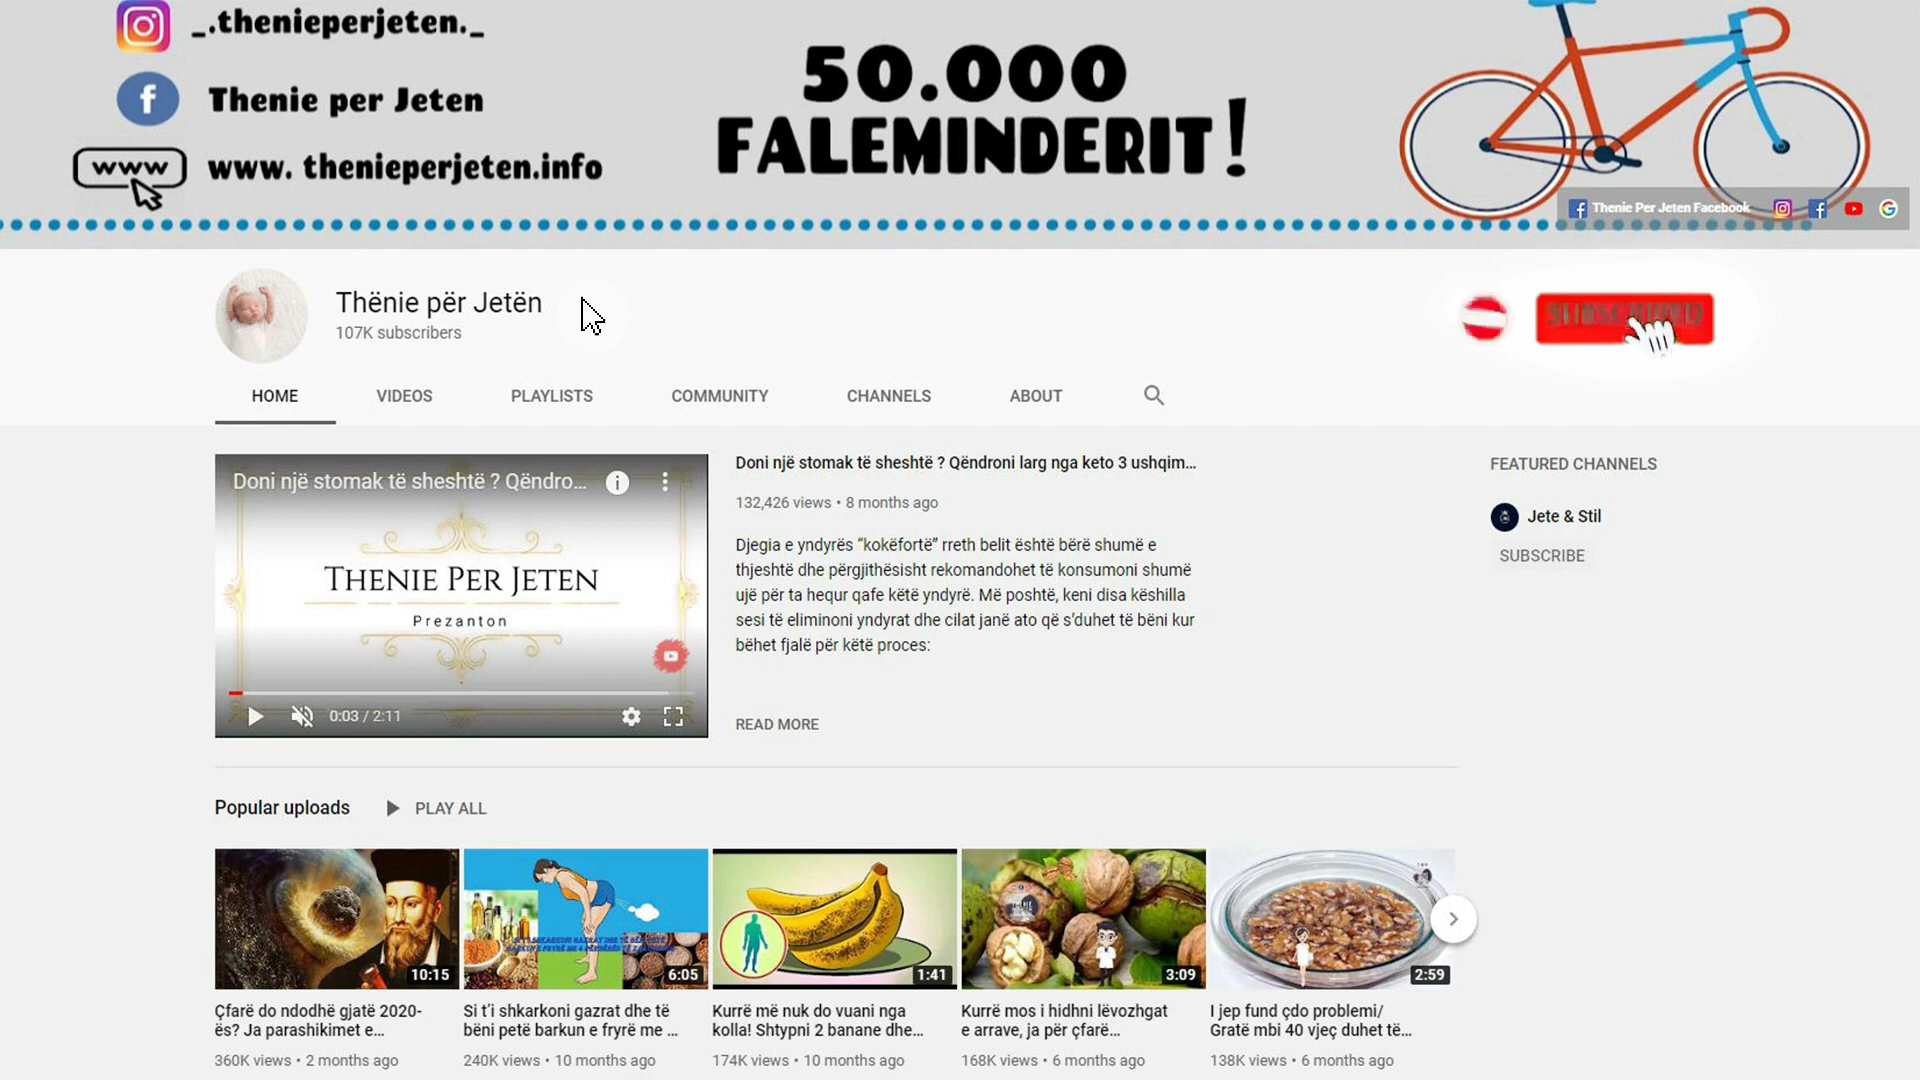 _.thenieperjeten._
Thenie per Jeten
www
www. thenieperjeten.info
50.000
FALEMINDERIT!
Thenie Per Jeten Facebook
Thënie për Jetën
107K subscribers
HOME
VIDEOS
PLAYLISTS
COMMUNITY
CHANNELS
ABOUT
Doni një stomak të sheshtë ? Qëndro...
THENIE PER JETEN
Prezanton
0:03 / 2:11
Doni një stomak të sheshtë ? Qëndroni larg nga keto 3 ushqim...
132,426 views • 8 months ago
Djegia e yndyrës “kokëfortë” rreth belit është bërë shumë e
thjeshtë dhe përgjithësisht rekomandohet të konsumoni shumë
ujë për ta hequr qafe këtë yndyrë. Më poshtë, keni disa këshilla
sesi të eliminoni yndyrat dhe cilat janë ato që s’duhet të bëni kur
bëhet fjalë për këtë proces:
READ MORE
FEATURED CHANNELS
Jete & Stil
SUBSCRIBE
Popular uploads
PLAY ALL
10:15
Çfarë do ndodhë gjatë 2020-
ës? Ja parashikimet e...
360K views • 2 months ago
6:05
Si t’i shkarkoni gazrat dhe të
bëni petë barkun e fryrë me ...
240K views • 10 months ago
1:41
Kurrë më nuk do vuani nga
kolla! Shtypni 2 banane dhe...
174K views • 10 months ago
3:09
Kurrë mos i hidhni lëvozhgat
e arrave, ja për çfarë...
168K views • 6 months ago
2:59
I jep fund çdo problemi/
Gratë mbi 40 vjeç duhet të...
138K views • 6 months ago